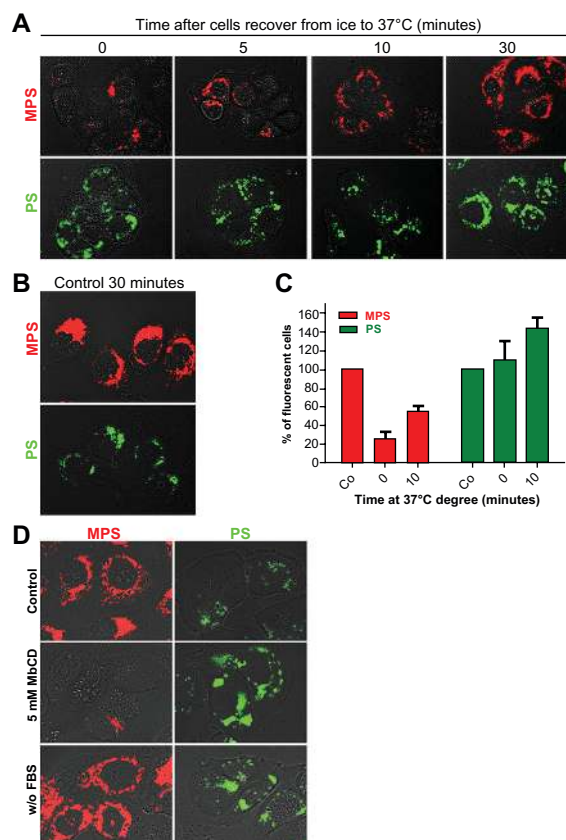 A
Time after cells recover from ice to 37°C (minutes)
0 5 10 30
MPS
PS
B
Control 30 minutes
MPS
PS
C
MPS
PS
% of fluorescent cells
160
140
120
100
80
60
40
20
0
Co 0 10 Co 0 10
Time at 37°C degree (minutes)
D
MPS PS
Control
5 mM MbCD
w/o FBS